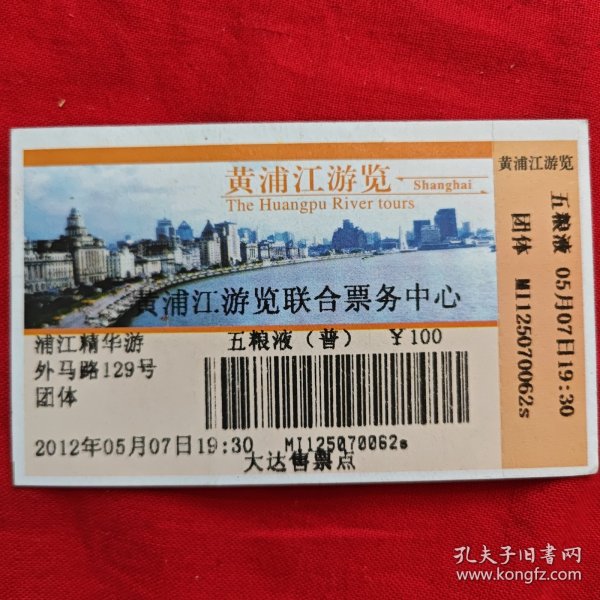 黄浦江游览
Shanghai
The Huangpu River tours
黄浦江游览联合票务中心
浦江精华游 五粮液（普） ￥100
外马路129号
团体
2012年05月07日19:30 MI125070062s
大达售票点
黄浦江游览
五粮液 05月07日19:30
团体 MI125070062s
孔夫子旧书网
www.kongfz.com